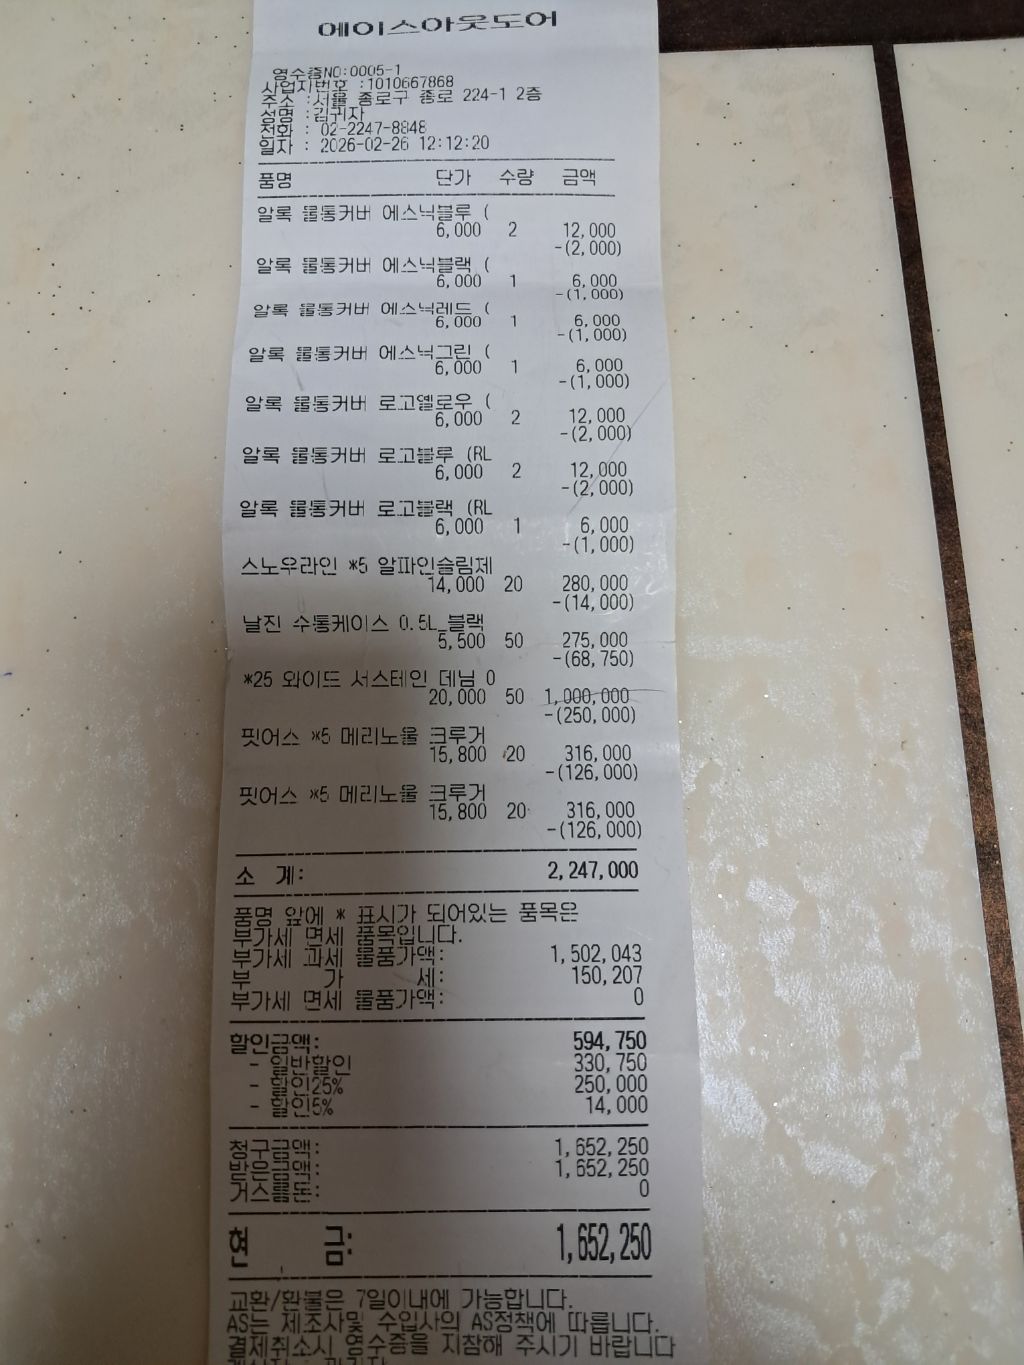 에이스아웃도어
영수증NO:0005-1
사업자번호 :1010667868
주소 :서울 종로구 종로 224-1 2층
성명 :김귀자
전화 : 02-2247-8848
일자 : 2026-02-26 12:12:20
품명 단가 수량 금액
알록 물통커버 에스닉블루 (
6,000 2 12,000
-(2,000)
알록 물통커버 에스닉블랙 (
6,000 1 6,000
-(1,000)
알록 물통커버 에스닉레드 (
6,000 1 6,000
-(1,000)
알록 물통커버 에스닉그린 (
6,000 1 6,000
-(1,000)
알록 물통커버 로고옐로우 (
6,000 2 12,000
-(2,000)
알록 물통커버 로고블루 (RL
6,000 2 12,000
-(2,000)
알록 물통커버 로고블랙 (RL
6,000 1 6,000
-(1,000)
스노우라인 *5 알파인슬림체
14,000 20 280,000
-(14,000)
날진 수통케이스 0.5L_블랙
5,500 50 275,000
-(68,750)
*25 와이드 서스테인 데님 0
20,000 50 1,000,000
-(250,000)
핏어스 *5 메리노울 크루거
15,800 20 316,000
-(126,000)
핏어스 *5 메리노울 크루거
15,800 20 316,000
-(126,000)
소 계: 2,247,000
품명 앞에 * 표시가 되어있는 품목은
부가세 면세 품목입니다.
부가세 과세 물품가액: 1,502,043
부 가 세: 150,207
부가세 면세 물품가액: 0
할인금액: 594,750
- 일반할인 330,750
- 할인25% 250,000
- 할인5% 14,000
청구금액: 1,652,250
받은금액: 1,652,250
거스름돈: 0
현 금: 1,652,250
교환/환불은 7일이내에 가능합니다.
AS는 제조사및 수입사의 AS정책에 따릅니다.
결제취소시 영수증을 지참해 주시기 바랍니다